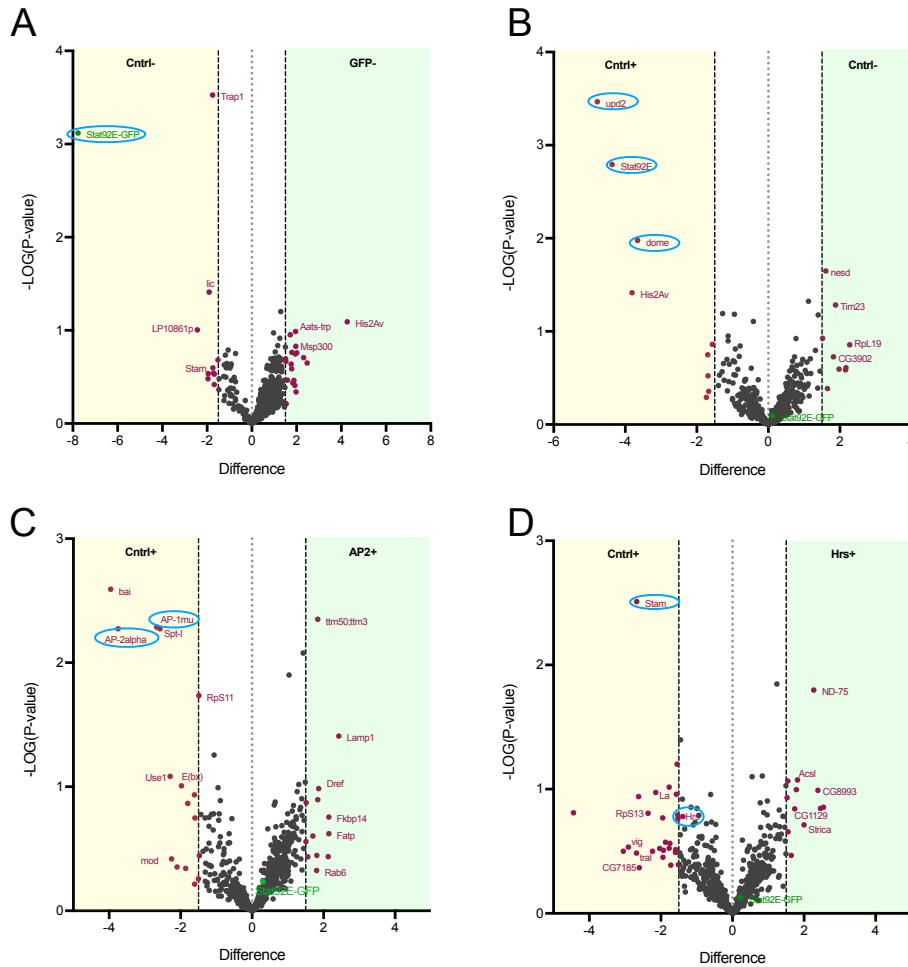 A
B
Cntrl-
GFP-
Cntrl+
Cntrl-
-LOG(P-value)
4
3
2
1
0
-8
-6
-4
-2
0
2
4
6
8
Difference
Trap1
Stat92E-GFP
lic
LP10861p
Stam
Aats-trp
His2Av
Msp300
-LOG(P-value)
4
3
2
1
0
-6
-4
-2
0
2
Difference
upd2
Stat92E
dome
His2Av
nesd
Tim23
RpL19
CG3902
Stat92E-GFP
C
D
Cntrl+
AP2+
Cntrl+
Hrs+
-LOG(P-value)
3
2
1
0
-4
-2
0
2
4
Difference
bai
AP-1mu
AP-2alpha
Spt-I
RpS11
Use1
E(bx)
mod
ttm50;ttm3
Lamp1
Dref
Fkbp14
Fatp
Rab6
Stat92E-GFP
-LOG(P-value)
3
2
1
0
-4
-2
0
2
4
Difference
Stam
La
RpS13
Hrs
vig
tral
CG7185
ND-75
Acsl
CG8993
CG1129
Strica
Stat92E-GFP